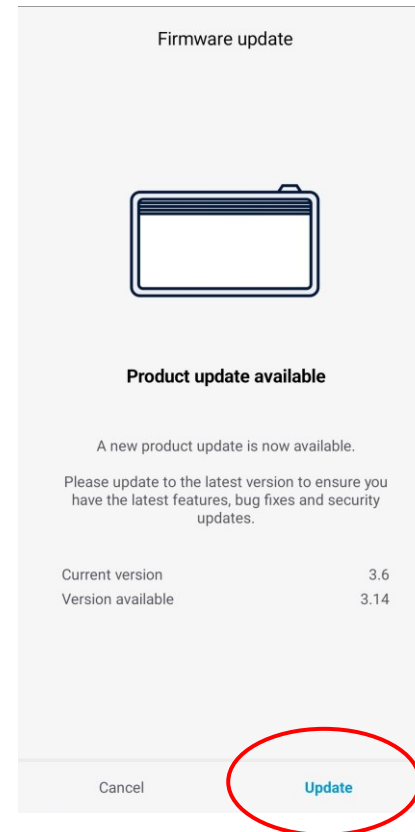 Firmware update
Product update available
A new product update is now available.
Please update to the latest version to ensure you
have the latest features, bug fixes and security
updates.
Current version 3.6
Version available 3.14
Cancel Update